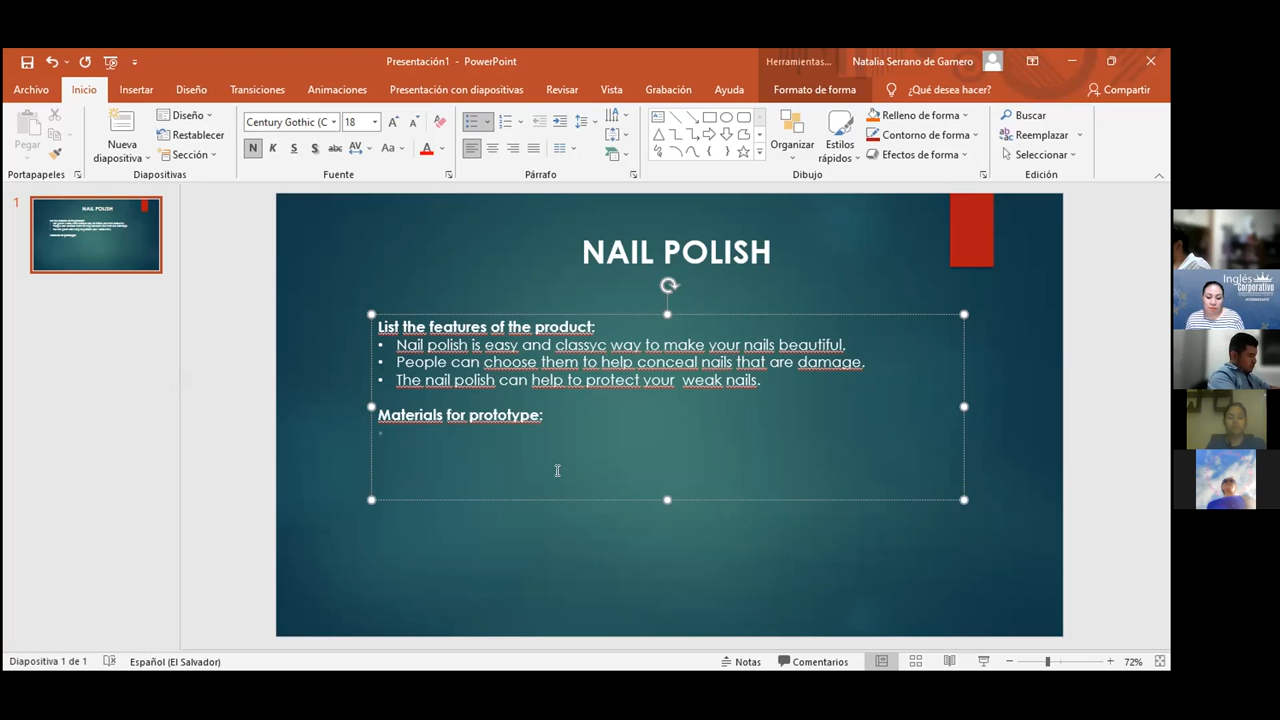 Presentación1 - PowerPoint
Herramientas...
Natalia Serrano de Gamero
Archivo
Inicio
Insertar
Diseño
Transiciones
Animaciones
Presentación con diapositivas
Revisar
Vista
Grabación
Ayuda
Formato de forma
¿Qué desea hacer?
Compartir
Pegar
Portapapeles
Nueva
diapositiva
Diseño
Restablecer
Sección
Diapositivas
Century Gothic (C
18
N K S S abc AV Aa A
Fuente
Párrafo
Organizar
Estilos
rápidos
Relleno de forma
Contorno de forma
Efectos de forma
Dibujo
Buscar
Reemplazar
Seleccionar
Edición
1
NAIL POLISH
NAIL POLISH
List the features of the product:
• Nail polish is easy and classyc way to make your nails beautiful.
• People can choose them to help conceal nails that are damage.
• The nail polish can help to protect your weak nails.
Materials for prototype:
Inglés
Corporativo
INTERMEDIATE
Diapositiva 1 de 1
Español (El Salvador)
Notas
Comentarios
72%